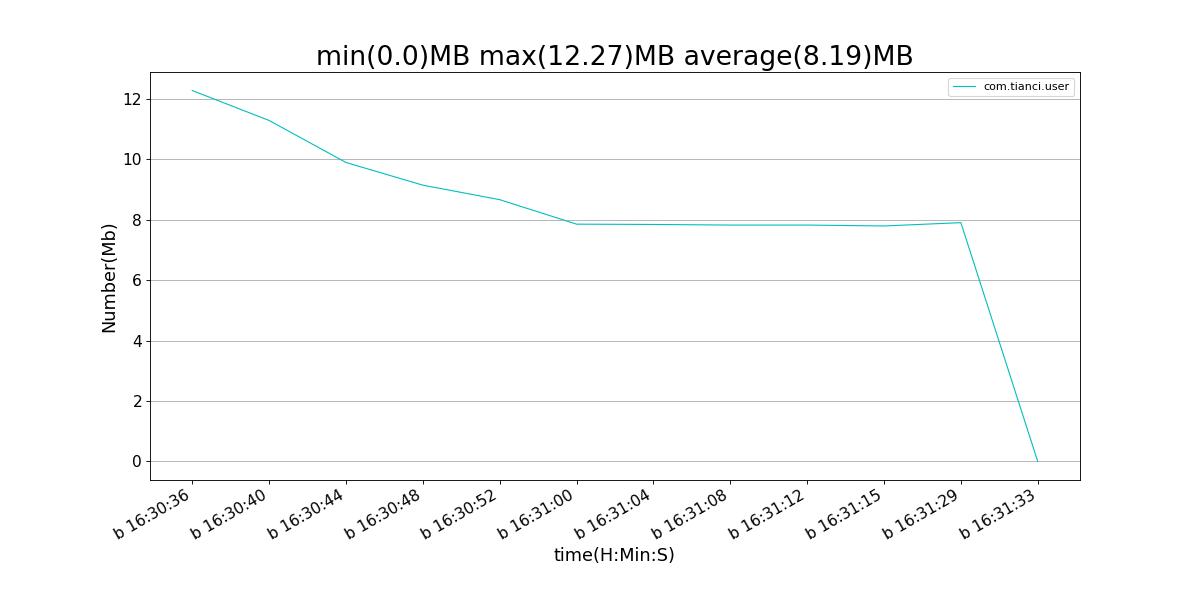 min(0.0)MB max(12.27)MB average(8.19)MB
com.tianci.user
12
10
8
6
4
2
0
Number(Mb)
b 16:30:36
b 16:30:40
b 16:30:44
b 16:30:48
b 16:30:52
b 16:31:00
b 16:31:04
b 16:31:08
b 16:31:12
b 16:31:15
b 16:31:29
b 16:31:33
time(H:Min:S)